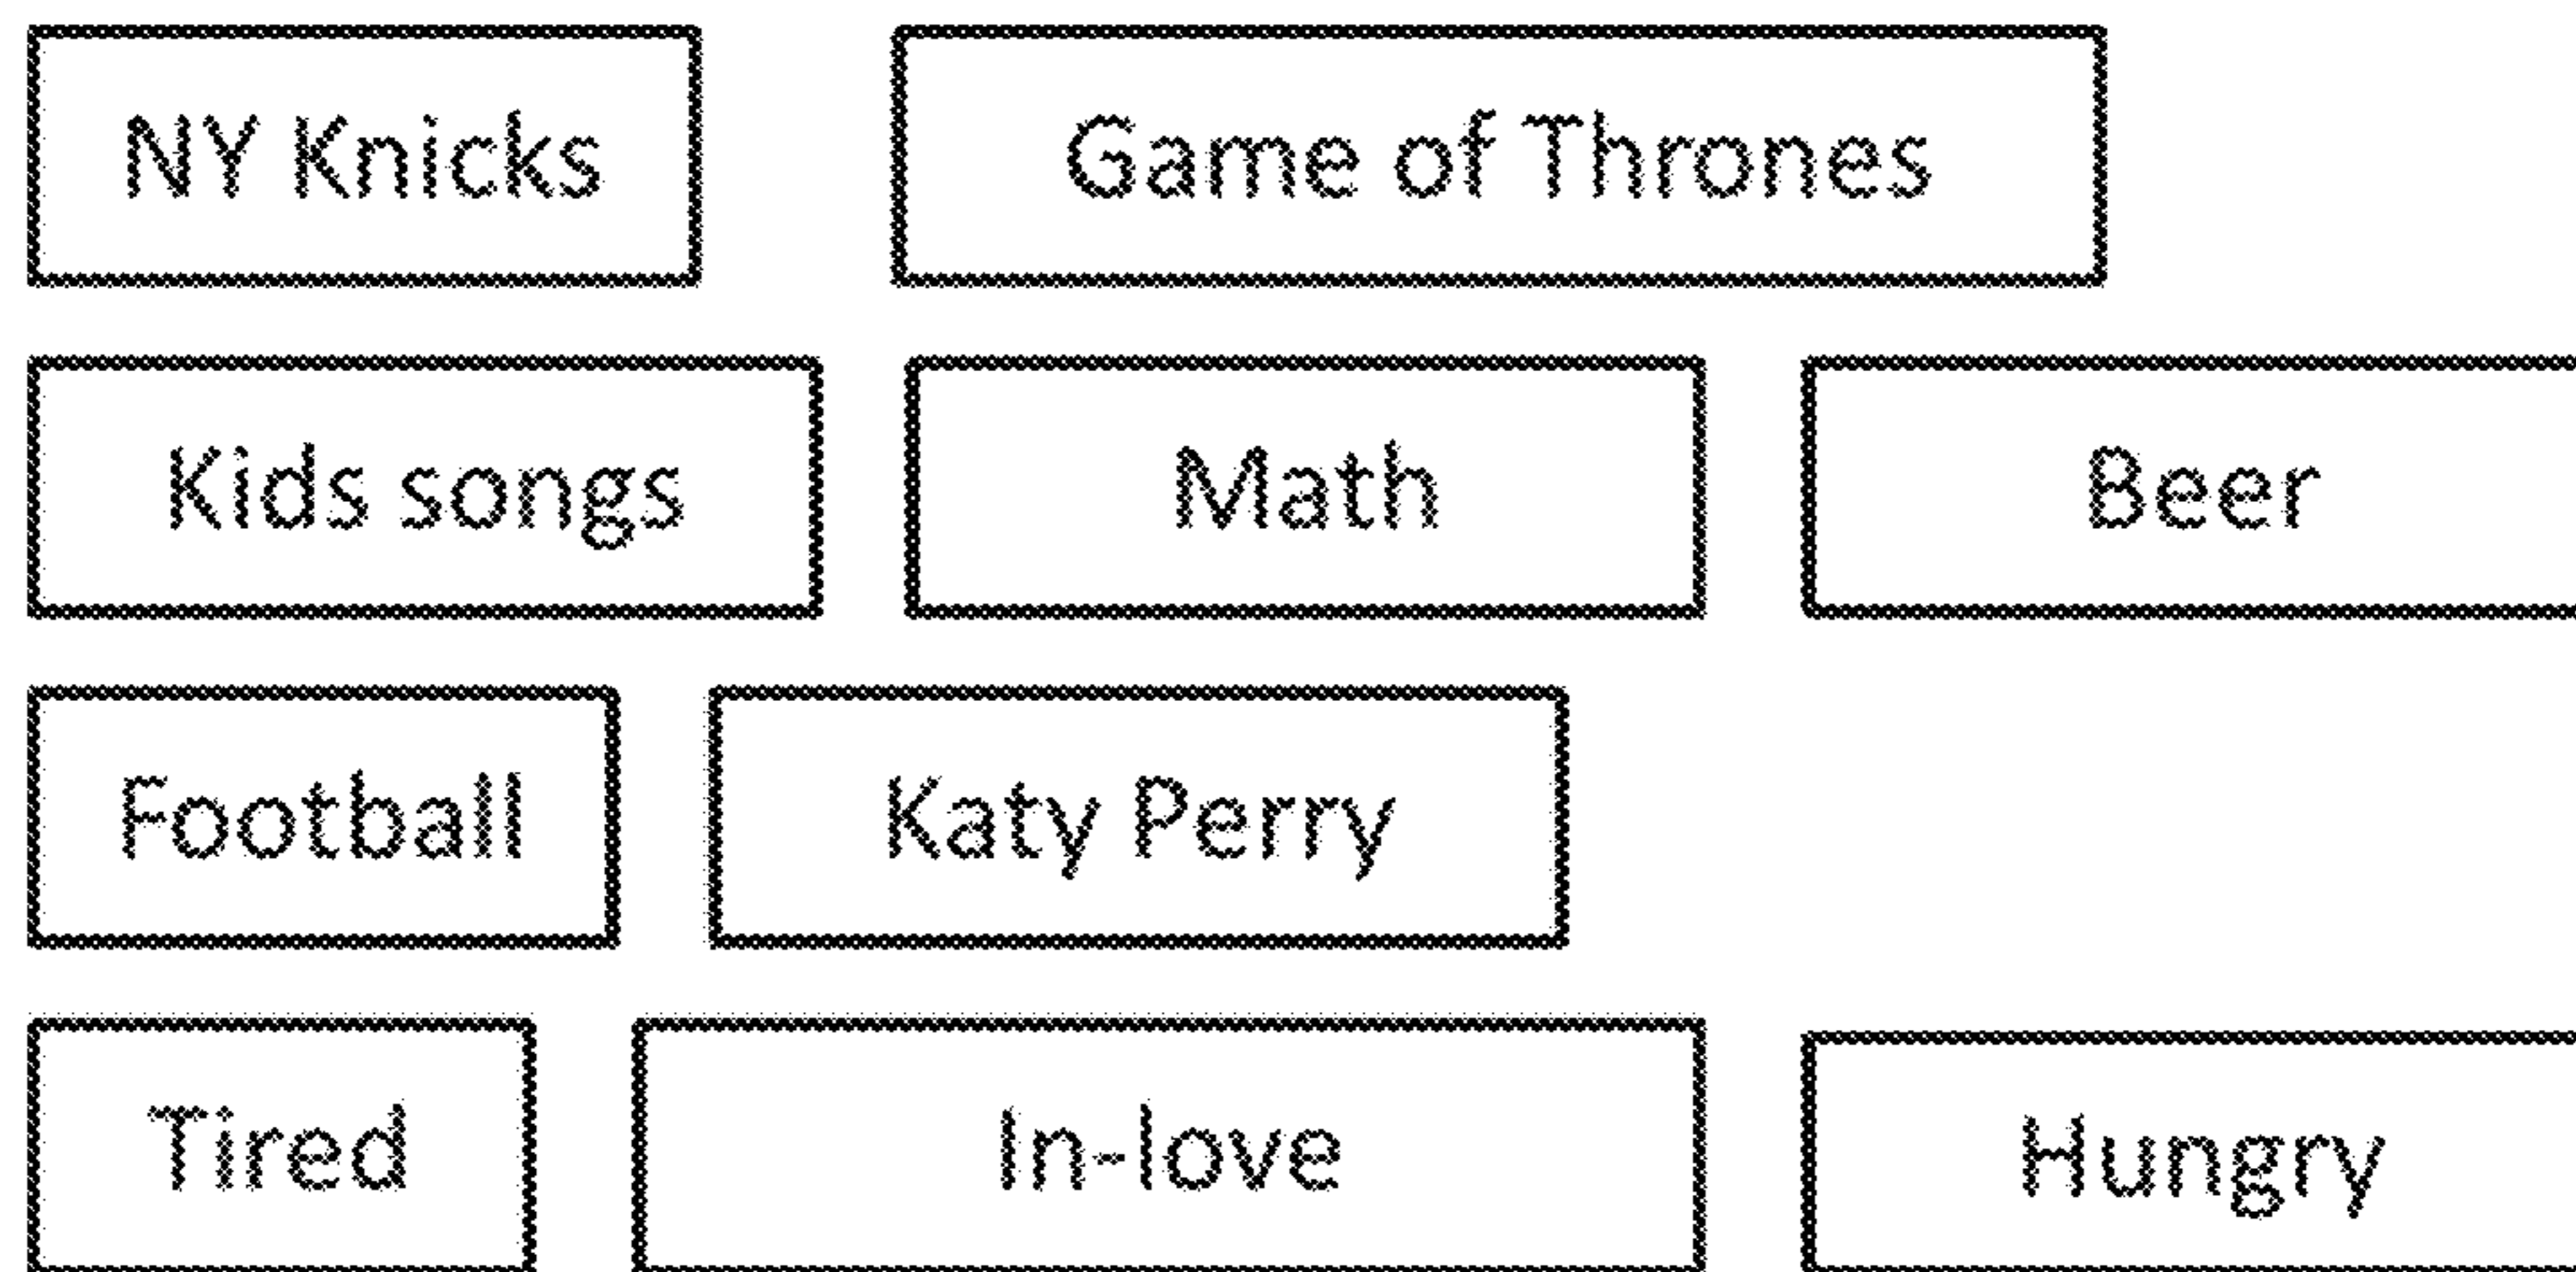 NY Knicks Game of Thrones
Kids songs Math Beer
Football Katy Perry
Tired In-love Hungry